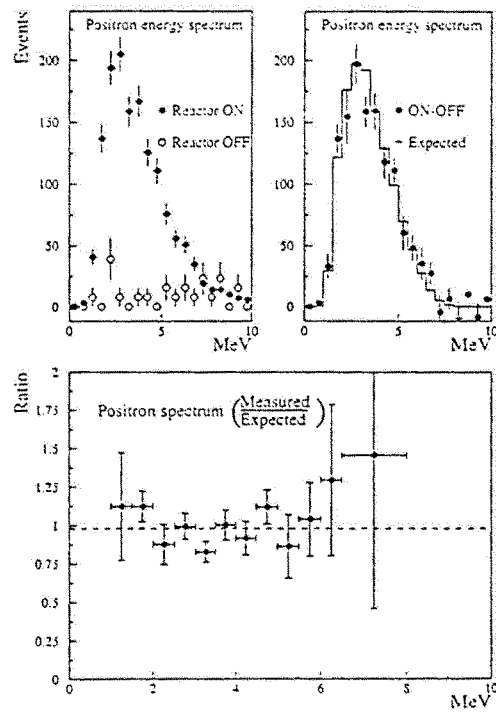 Positron energy spectrum
Events
200
150
100
50
0
Reactor ON
Reactor OFF
0
5
10
MeV
Positron energy spectrum
200
150
100
50
0
ON-OFF
Expected
0
5
10
MeV
Ratio
2
1.75
1.5
1.25
1
0.75
0.5
0.25
0
Positron spectrum (Measured
Expected)
0
2
4
6
8
10
MeV